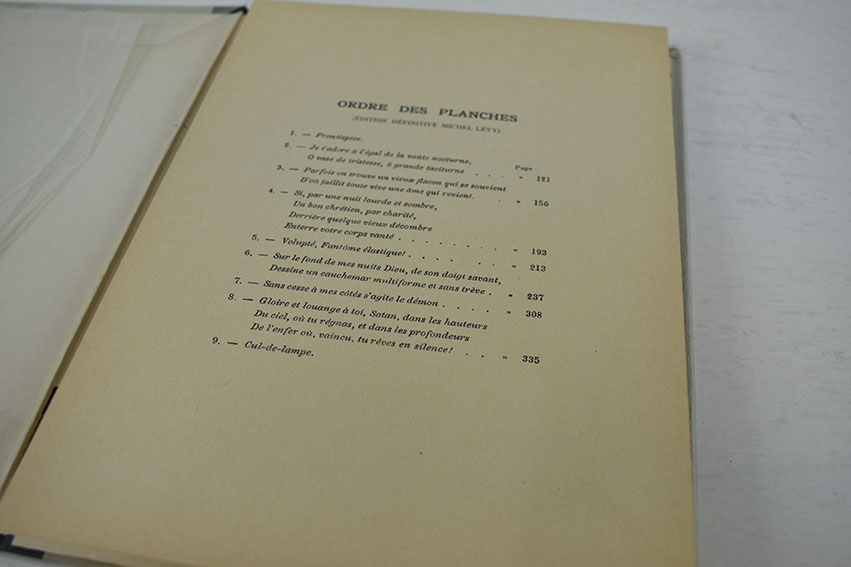 ORDRE DES PLANCHES
(ÉDITION DÉFINITIVE MICHEL LÉVY)
1. — Frontispice.
Page
2. — Je t'adore à l'égal de la voûte nocturne,
O vase de tristesse, ô grande taciturne . . . " 121
3. — Parfois on trouve un vieux flacon qui se souvient
D'où jaillit toute vive une âme qui revient. . " 156
4. — Si, par une nuit lourde et sombre,
Un bon chrétien, par charité,
Derrière quelque vieux décombre
Enterre votre corps vanté . . . . . . . . " 193
5. — Volupté, Fantôme élastique! . . . . . . . " 213
6. — Sur le fond de mes nuits Dieu, de son doigt savant,
Dessine un cauchemar multiforme et sans trève . " 237
7. — Sans cesse à mes côtés s'agite le démon . . . . " 308
8. — Gloire et louange à toi, Satan, dans les hauteurs
Du ciel, où tu régnas, et dans les profondeurs
De l'enfer où, vaincu, tu rêves en silence! . . " 335
9. — Cul-de-lampe.